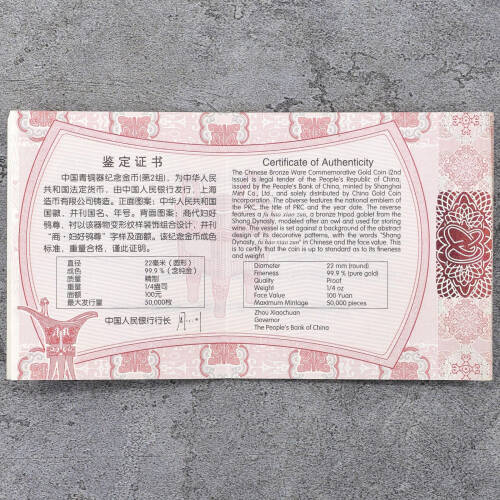 鉴定证书
中国青铜器纪念金币(第2组)，为中华人民
共和国法定货币，由中国人民银行发行，上海
造币有限公司铸造。正面图案：中华人民共和国
国徽、并刊国名、年号。背面图案：商代妇好
鸮尊，衬以该器物变形纹样装饰组合设计，并刊
“商·妇好鸮尊”字样及面额。该纪念金币成色
标准，重量合格，谨此证明。
直径 22毫米（圆形）
成色 99.9%（含纯金）
质量 精制
重量 1/4盎司
面额 100元
最大发行量 50,000枚
中国人民银行行长
Certificate of Authenticity
The Chinese Bronze Ware Commemorative Gold Coin (2nd
issue) is legal tender of the People's Republic of China,
issued by the People's Bank of China, minted by Shanghai
Mint Co., Ltd., and solely distributed by China Gold Coin
Incorporation. The obverse features the national emblem of
the PRC, the title of PRC and the year date. The reverse
features a fu hao xiao zun, a bronze tripod goblet from the
Shang Dynasty, modeled after an owl and used for storing
wine. The vessel is set against a background of the abstract
design of its decorative patterns, with the words "Shang
Dynasty, fu hao xiao zun" in Chinese and the face value. This
is to certify that the coin is up to standard as to its fineness
and weight.
Diameter 22 mm (round)
Fineness 99.9% (pure gold)
Quality Proof
Weight 1/4 oz
Face Value 100 Yuan
Maximum Mintage 50,000 pieces
Zhou Xiaochuan
Governor
The People's Bank of China